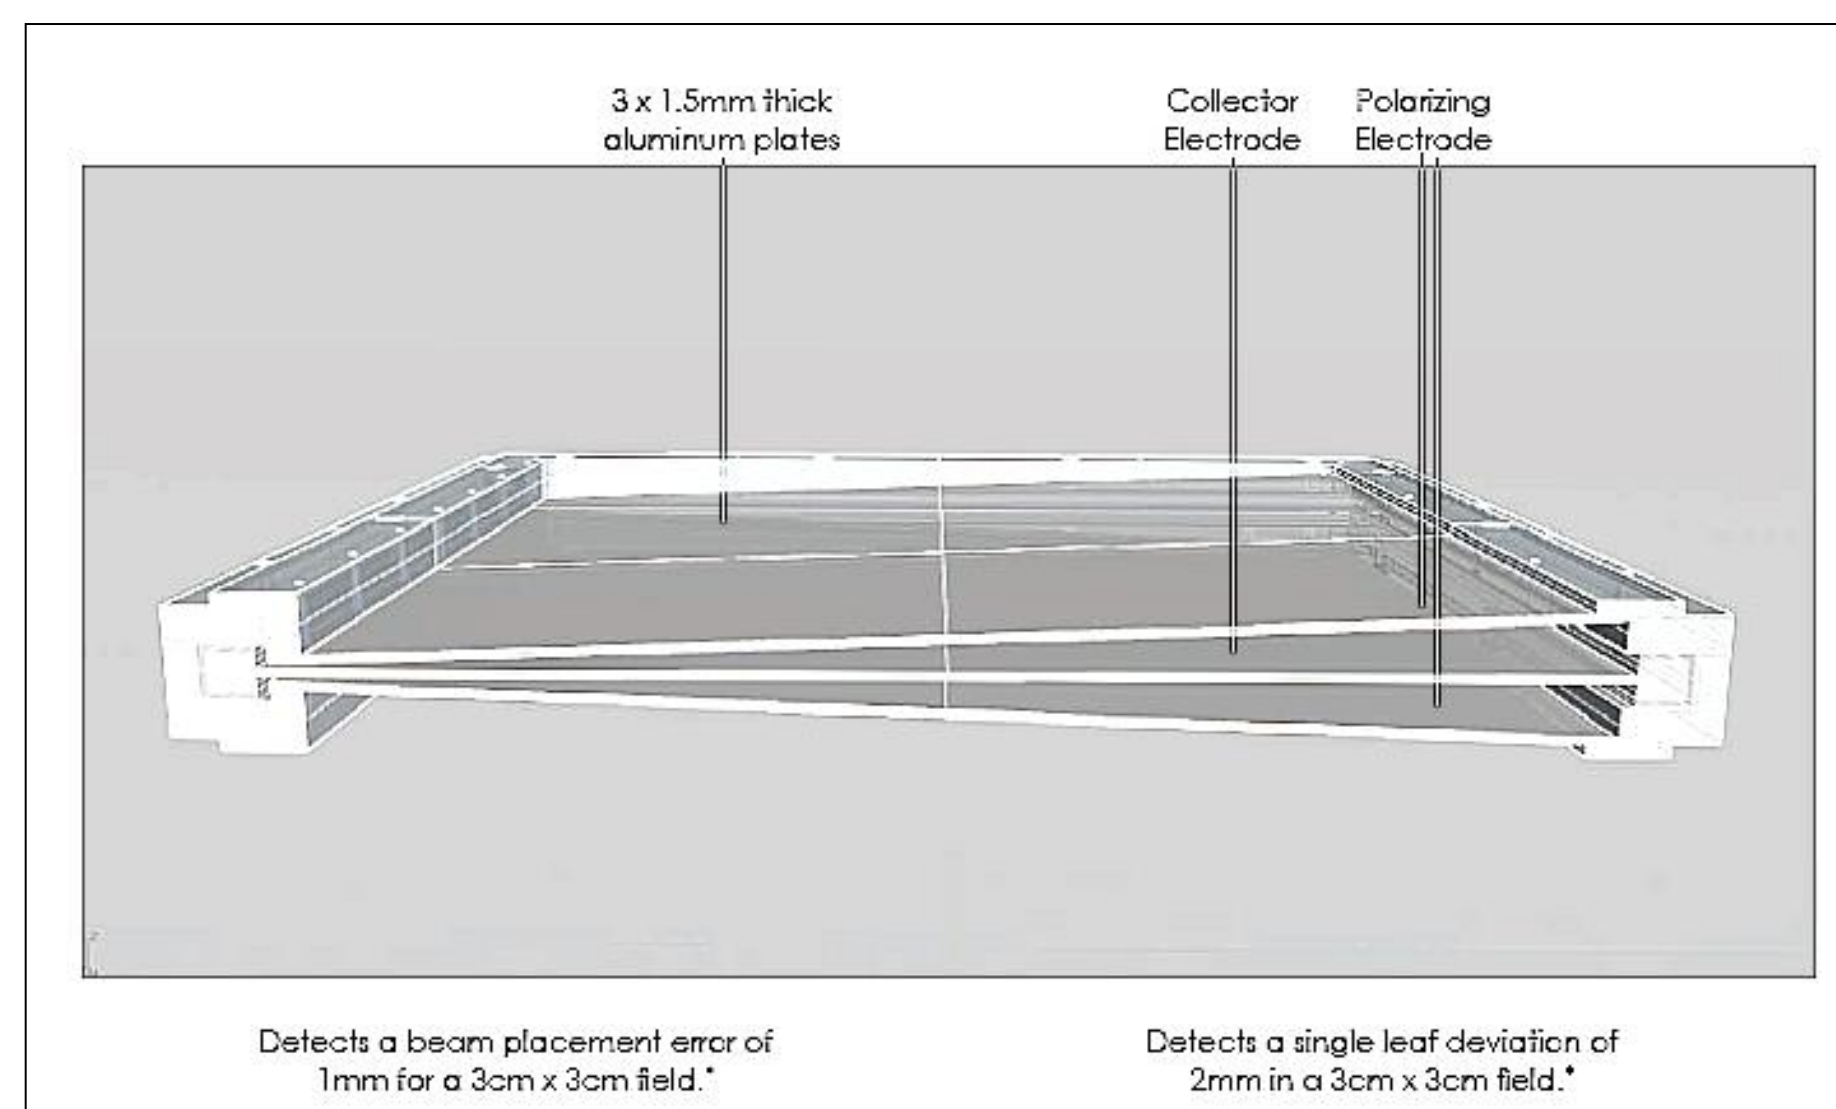 3 x 1.5mm thick
aluminum plates
Collector
Electrode
Polarizing
Electrode
Detects a beam placement error of
1mm for a 3cm x 3cm field.*
Detects a single leaf deviation of
2mm in a 3cm x 3cm field.*